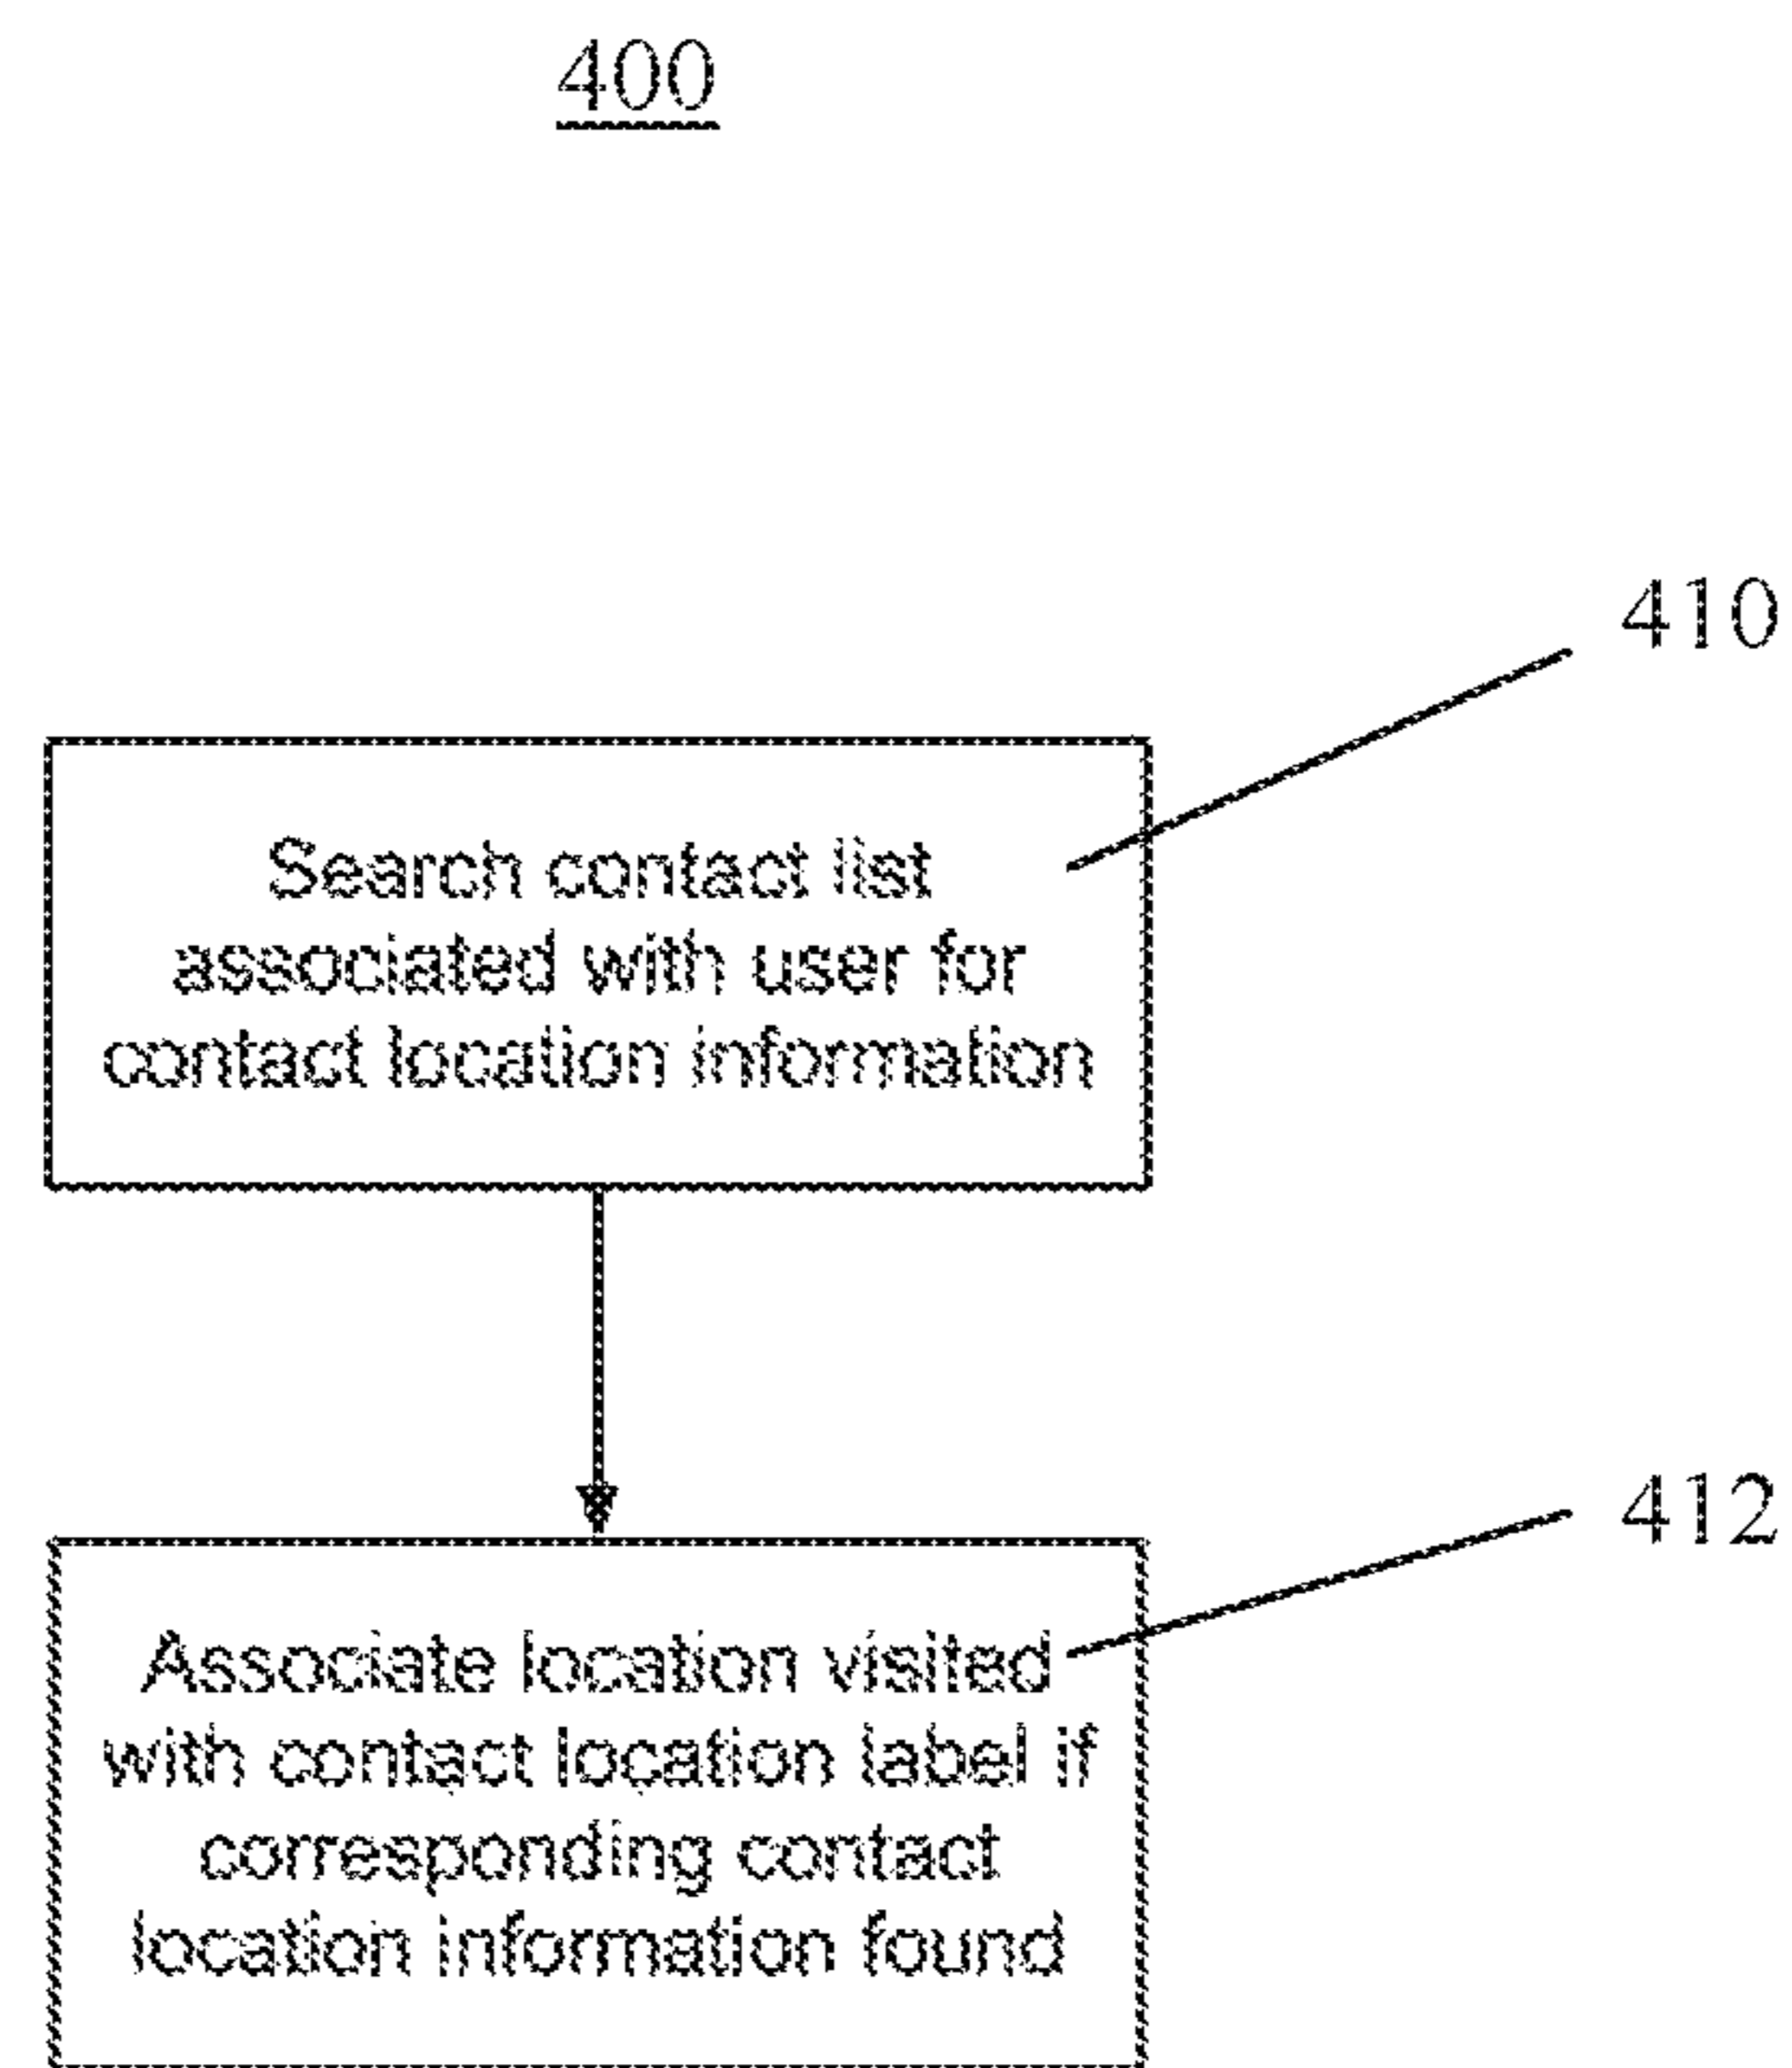 400
410
Search contact list
associated with user for
contact location information
412
Associate location visited
with contact location label if
corresponding contact
location information found